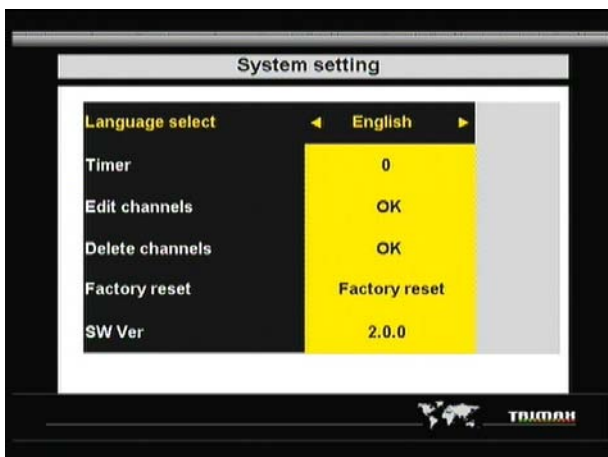 System setting
Language select ◄ English ►
Timer 0
Edit channels OK
Delete channels OK
Factory reset Factory reset
SW Ver 2.0.0
TRIMAX